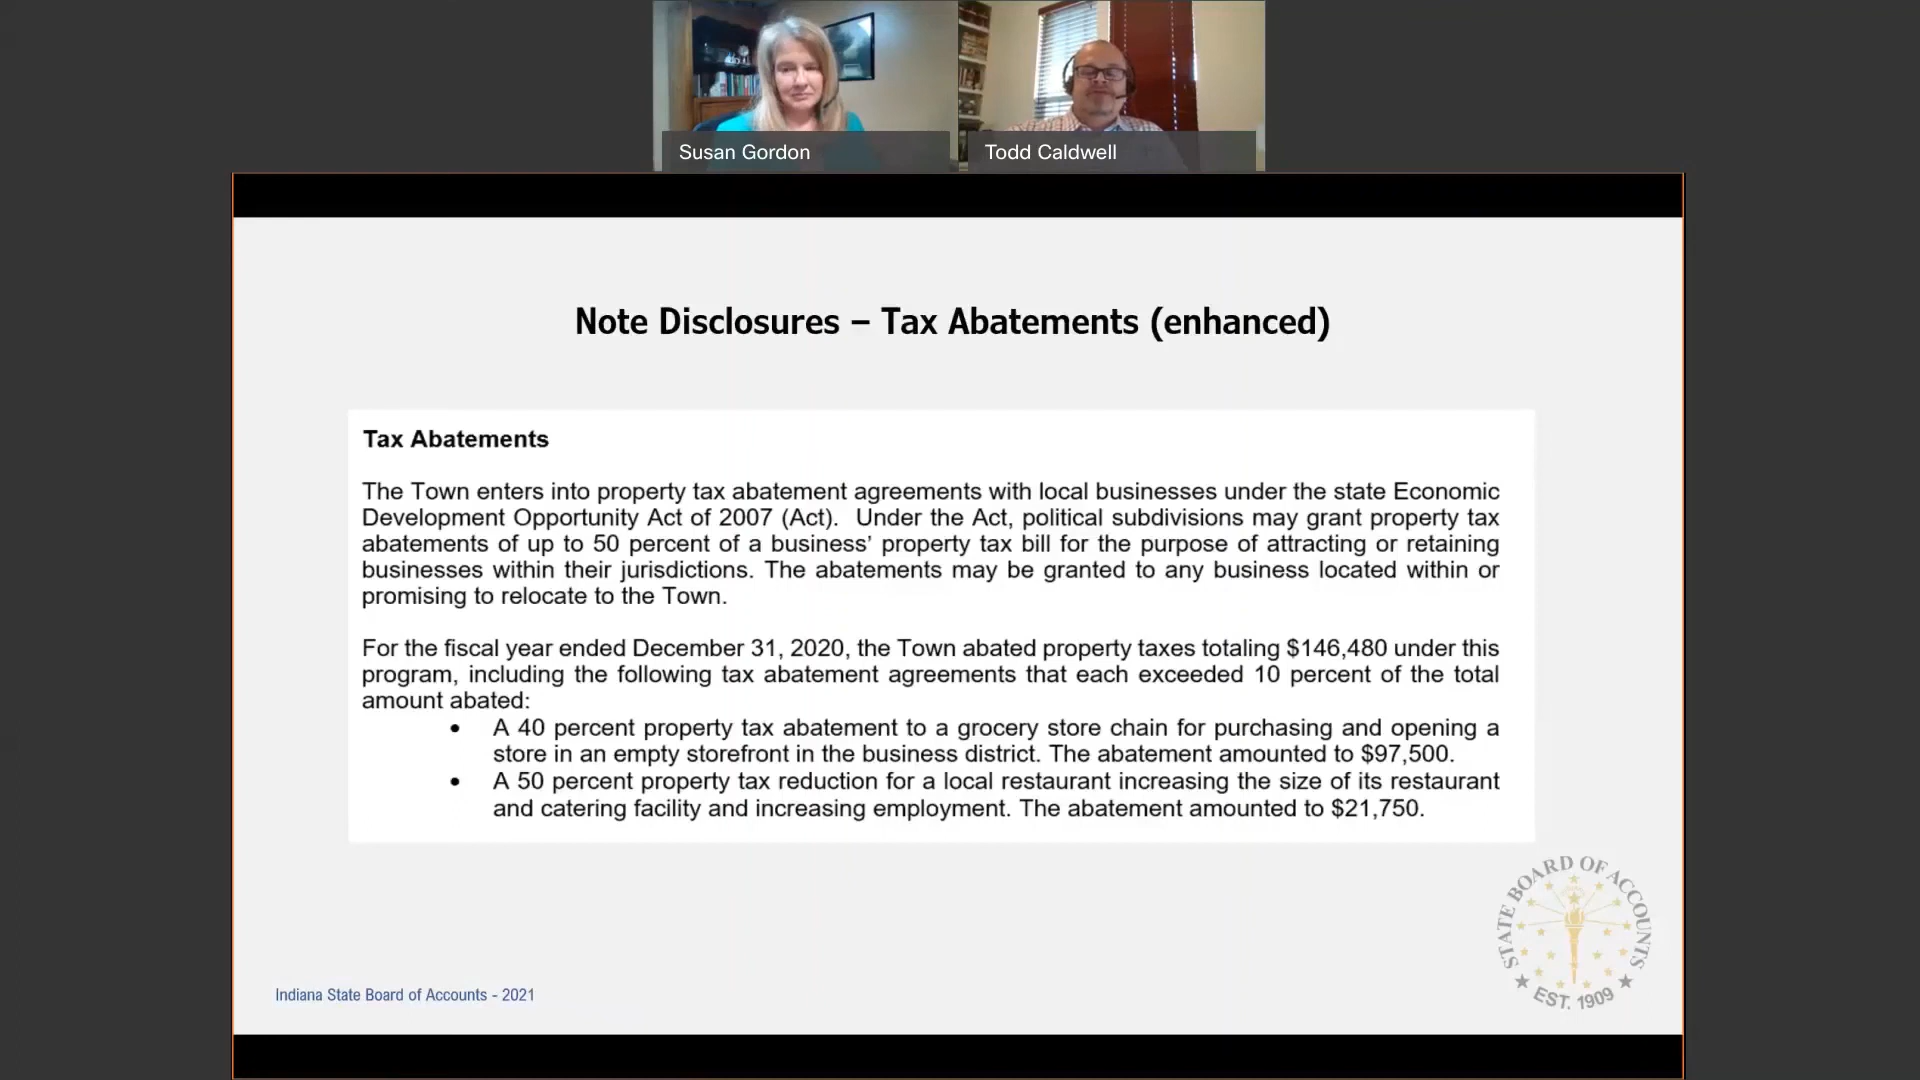 Susan Gordon
Todd Caldwell
Note Disclosures – Tax Abatements (enhanced)
Tax Abatements
The Town enters into property tax abatement agreements with local businesses under the state Economic
Development Opportunity Act of 2007 (Act).  Under the Act, political subdivisions may grant property tax
abatements of up to 50 percent of a business’ property tax bill for the purpose of attracting or retaining
businesses within their jurisdictions. The abatements may be granted to any business located within or
promising to relocate to the Town.
For the fiscal year ended December 31, 2020, the Town abated property taxes totaling $146,480 under this
program, including the following tax abatement agreements that each exceeded 10 percent of the total
amount abated:
• A 40 percent property tax abatement to a grocery store chain for purchasing and opening a
store in an empty storefront in the business district. The abatement amounted to $97,500.
• A 50 percent property tax reduction for a local restaurant increasing the size of its restaurant
and catering facility and increasing employment. The abatement amounted to $21,750.
STATE BOARD OF ACCOUNTS
★ EST. 1909 ★
Indiana State Board of Accounts - 2021